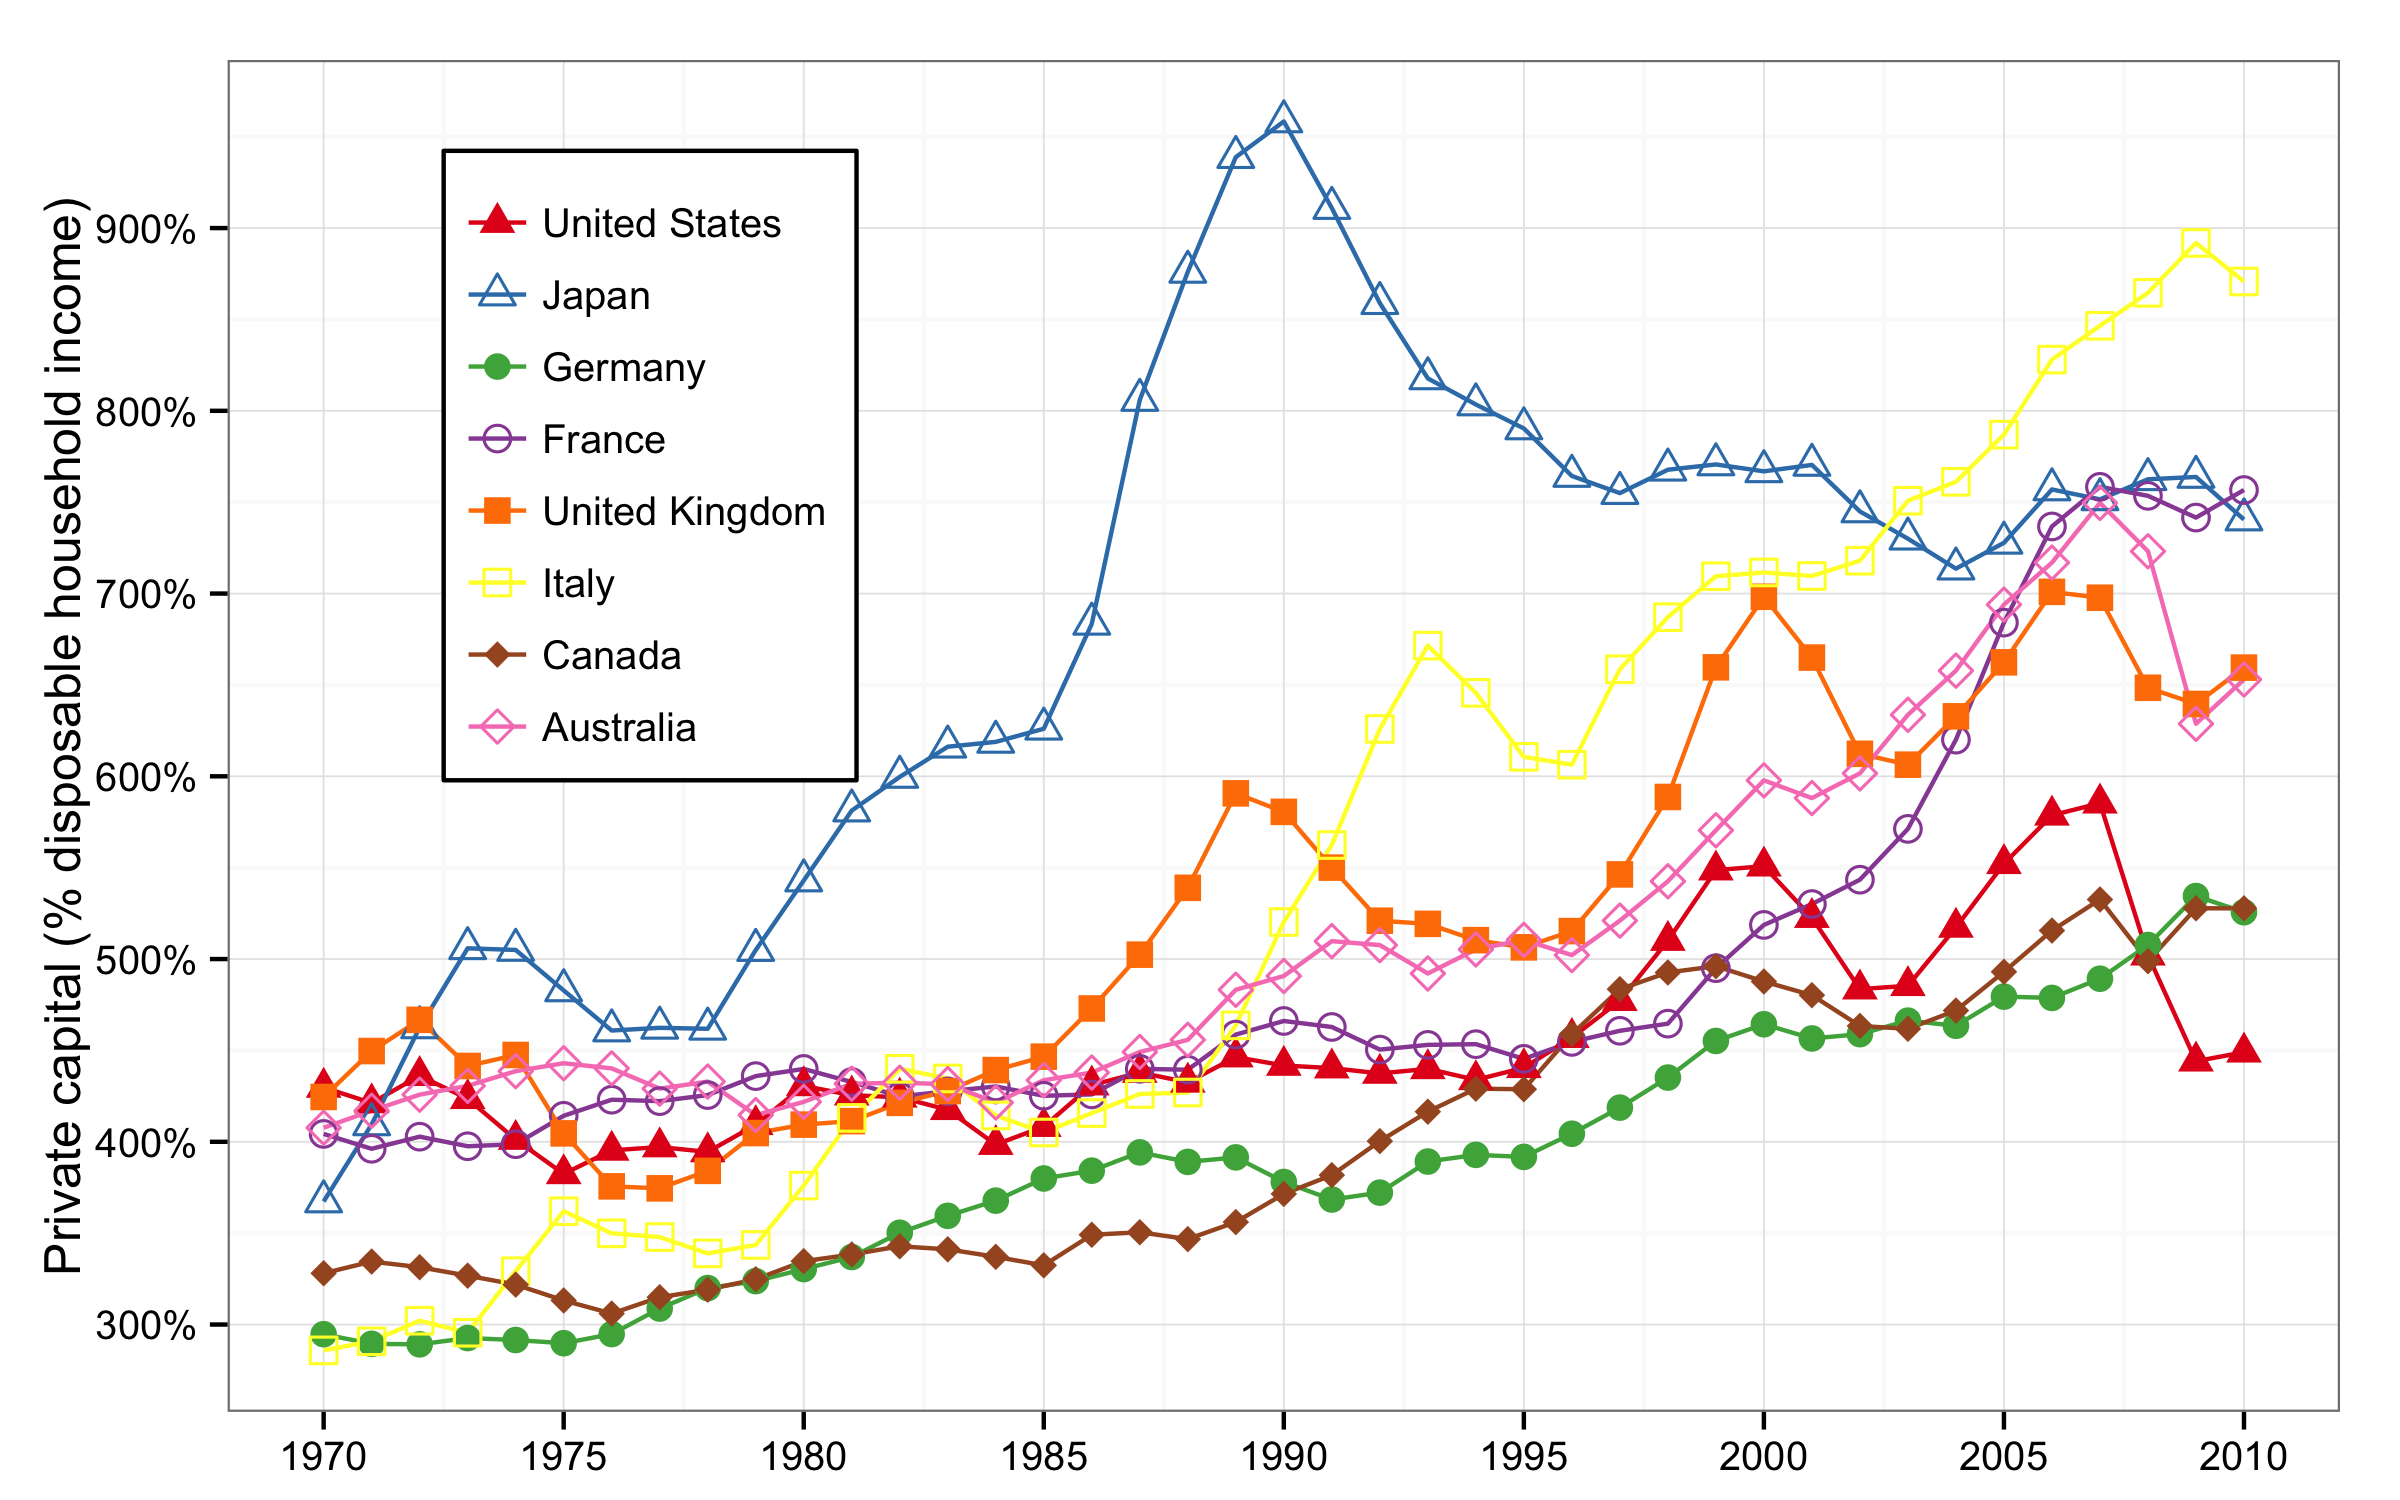 Private capital (% disposable household income)
900%
800%
700%
600%
500%
400%
300%
United States
Japan
Germany
France
United Kingdom
Italy
Canada
Australia
1970 1975 1980 1985 1990 1995 2000 2005 2010